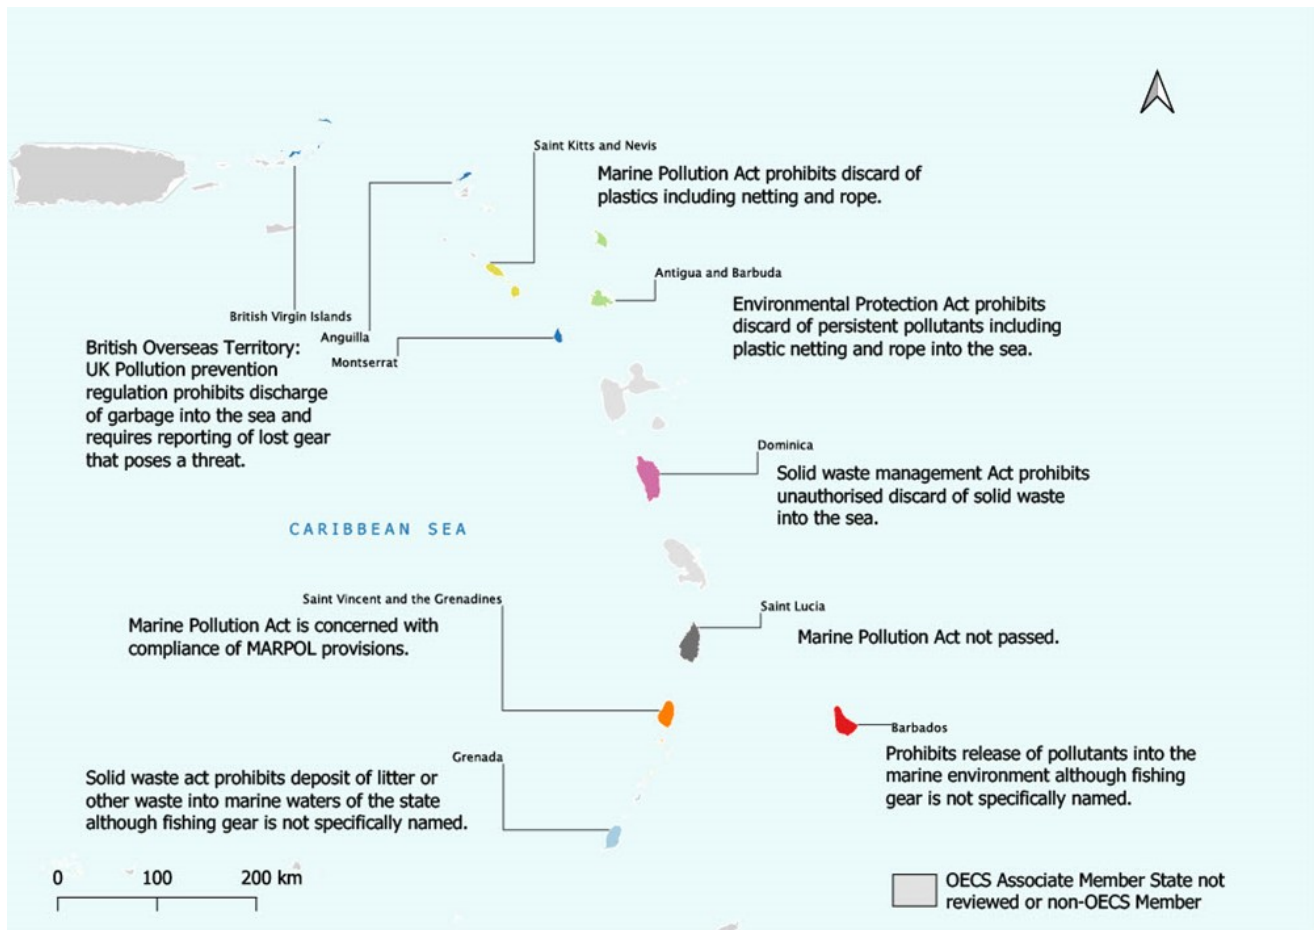 Saint Kitts and Nevis
Marine Pollution Act prohibits discard of
plastics including netting and rope.
Antigua and Barbuda
Environmental Protection Act prohibits
discard of persistent pollutants including
plastic netting and rope into the sea.
British Virgin Islands
Anguilla
Montserrat
British Overseas Territory:
UK Pollution prevention
regulation prohibits discharge
of garbage into the sea and
requires reporting of lost gear
that poses a threat.
Dominica
Solid waste management Act prohibits
unauthorised discard of solid waste
into the sea.
CARIBBEAN SEA
Saint Vincent and the Grenadines
Marine Pollution Act is concerned with
compliance of MARPOL provisions.
Saint Lucia
Marine Pollution Act not passed.
Barbados
Prohibits release of pollutants into the
marine environment although fishing
gear is not specifically named.
Grenada
Solid waste act prohibits deposit of litter or
other waste into marine waters of the state
although fishing gear is not specifically named.
0 100 200 km
OECS Associate Member State not
reviewed or non-OECS Member